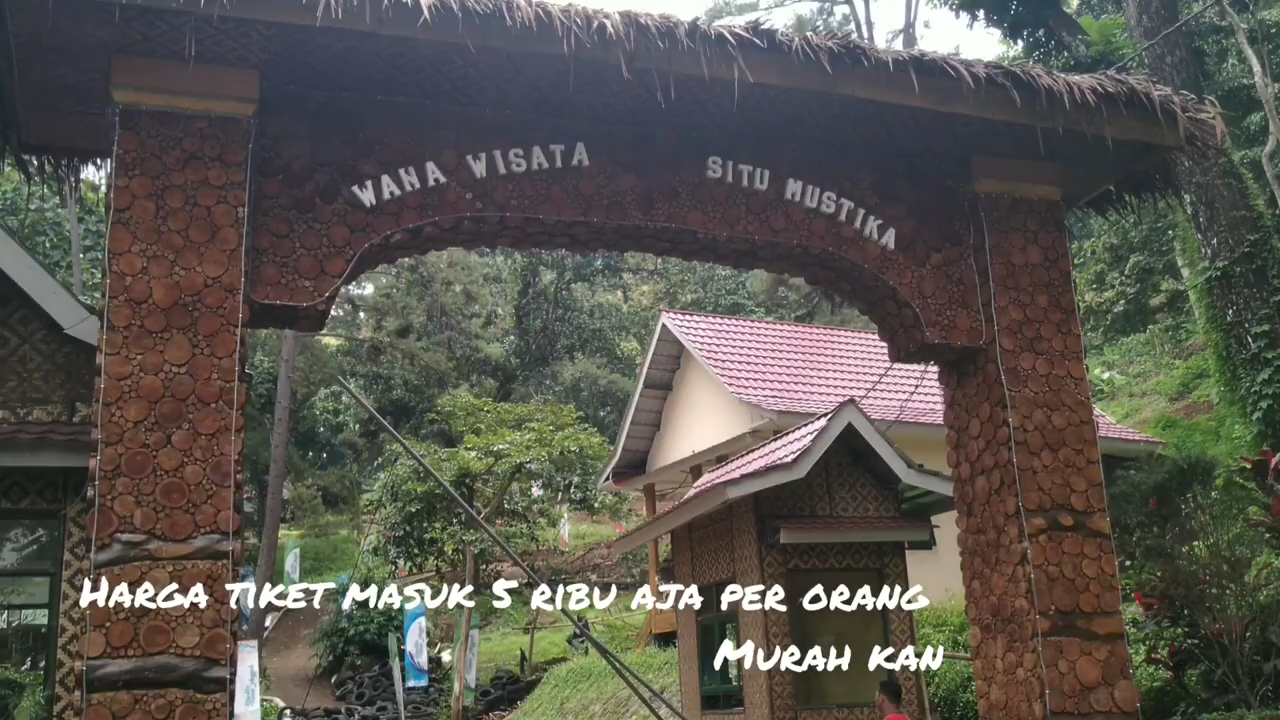 WANA WISATA SITU MUSTIKA
Harga tiket masuk 5 ribu aja per orang
Murah kan